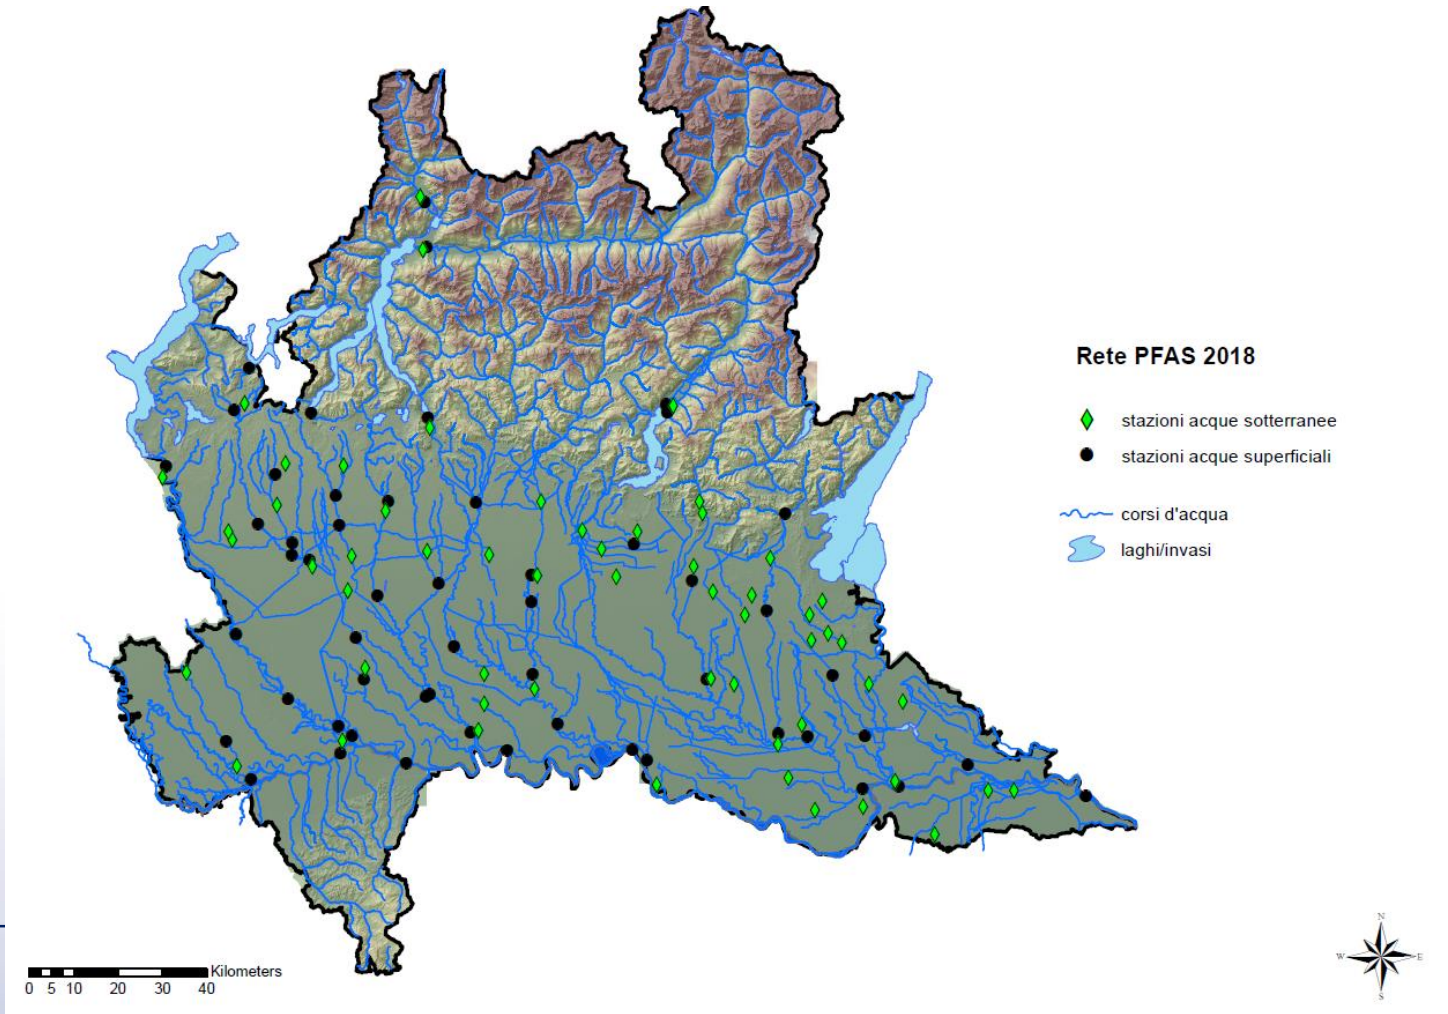 Rete PFAS 2018
stazioni acque sotterranee
stazioni acque superficiali
corsi d'acqua
laghi/invasi
Kilometers
0 5 10 20 30 40
N
W E
S